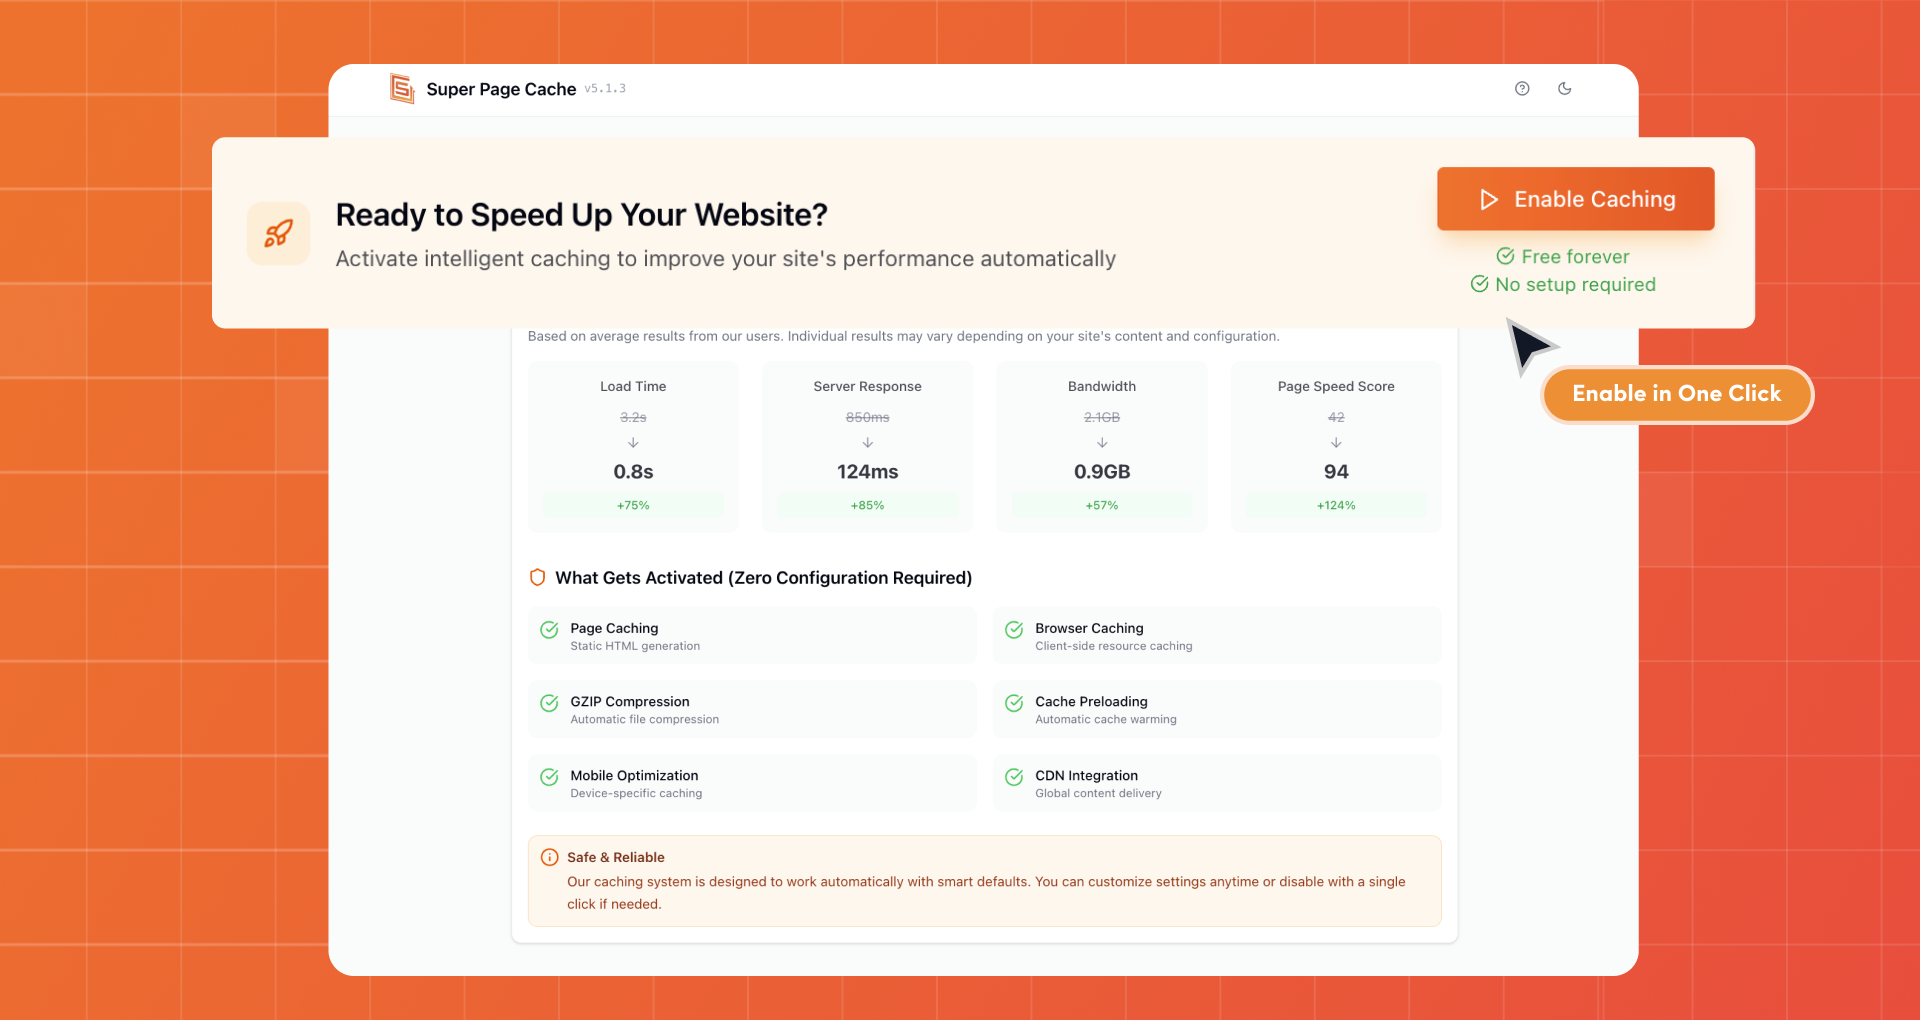 Super Page Cache v5.1.3
Ready to Speed Up Your Website?
Activate intelligent caching to improve your site's performance automatically
Enable Caching
Free forever
No setup required
Enable in One Click
Based on average results from our users. Individual results may vary depending on your site's content and configuration.
Load Time
3.2s
0.8s
+75%
Server Response
850ms
124ms
+85%
Bandwidth
2.1GB
0.9GB
+57%
Page Speed Score
42
94
+124%
What Gets Activated (Zero Configuration Required)
Page Caching
Static HTML generation
Browser Caching
Client-side resource caching
GZIP Compression
Automatic file compression
Cache Preloading
Automatic cache warming
Mobile Optimization
Device-specific caching
CDN Integration
Global content delivery
Safe & Reliable
Our caching system is designed to work automatically with smart defaults. You can customize settings anytime or disable with a single
click if needed.